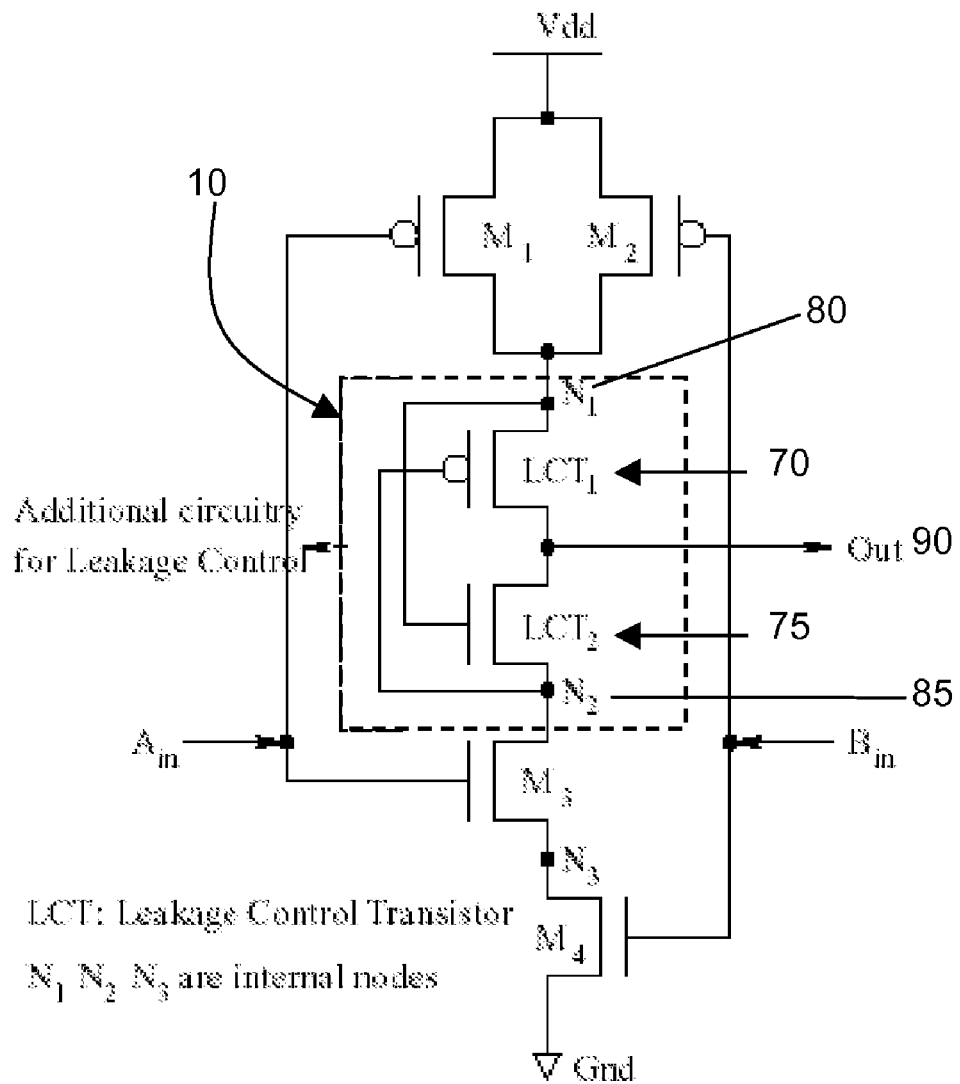 Vdd
10
M1 M2
80
N1
LCT1 70
Additional circuitry
for Leakage Control
Out 90
LCT2 75
N2 85
Ain
Bin
M3
N3
LCT: Leakage Control Transistor
M4
N1 N2 N3 are internal nodes
Gnd